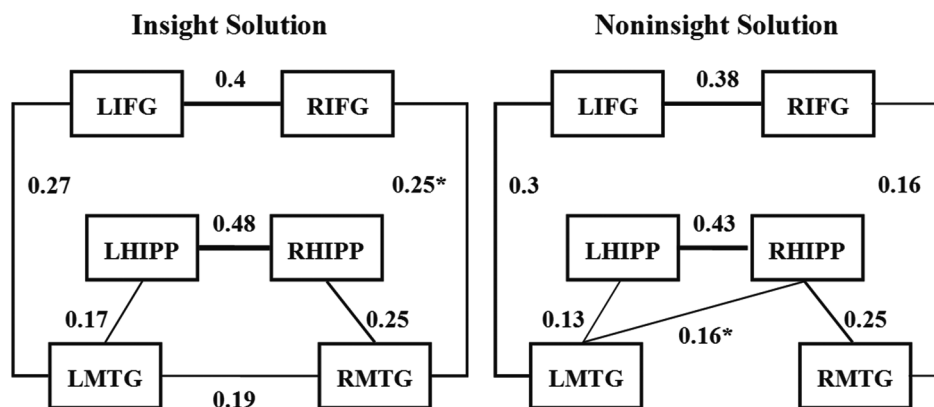 Insight Solution
0.4
LIFG
RIFG
0.27
0.25*
0.48
LHIPP
RHIPP
0.17
0.25
LMTG
RMTG
0.19
Noninsight Solution
0.38
LIFG
RIFG
0.3
0.16
0.43
LHIPP
RHIPP
0.13
0.16*
0.25
LMTG
RMTG